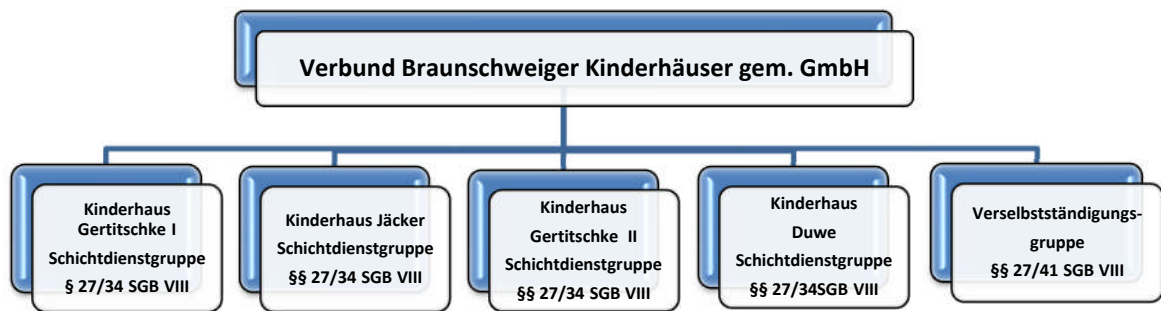 Verbund Braunschweiger Kinderhäuser gem. GmbH
Kinderhaus
Gertitschke I
Schichtdienstgruppe
§ 27/34 SGB VIII
Kinderhaus Jäcker
Schichtdienstgruppe
§§ 27/34 SGB VIII
Kinderhaus
Gertitschke II
Schichtdienstgruppe
§§ 27/34 SGB VIII
Kinderhaus
Duwe
Schichtdienstgruppe
§§ 27/34SGB VIII
Verselbstständigungs-
gruppe
§§ 27/41 SGB VIII